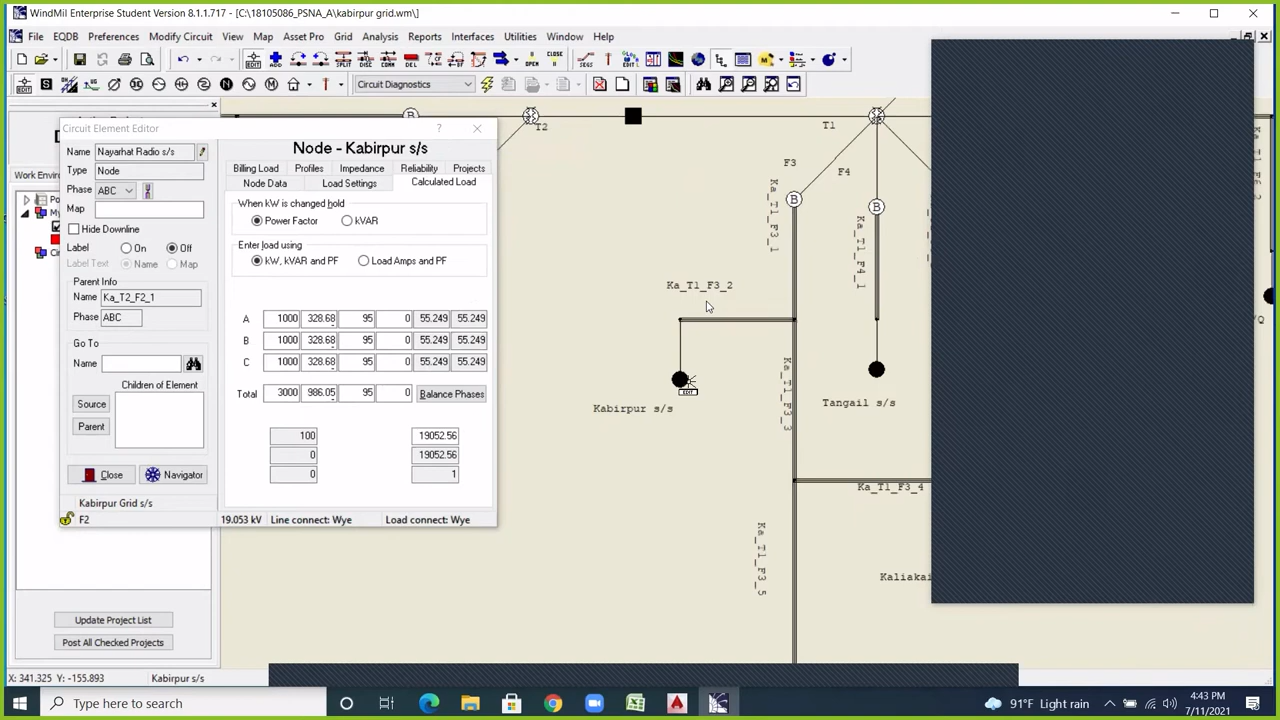 WindMil Enterprise Student Version 8.1.1.717 - [C:\18105086_PSNA_A\kabirpur grid.wm\]
File EQDB Preferences Modify Circuit View Map Asset Pro Grid Analysis Reports Interfaces Utilities Window Help
Circuit Diagnostics
Circuit Element Editor
Name Nayarhat Radio s/s
Type Node
Phase ABC
Map
Hide Downline
Label On Off
Label Text Name Map
Parent Info
Name Ka_T2_F2_1
Phase ABC
Go To
Name
Children of Element
Source
Parent
Close Navigator
Kabirpur Grid s/s
F2 19.053 kV Line connect: Wye Load connect: Wye
Node - Kabirpur s/s
Billing Load Profiles Impedance Reliability Projects
Node Data Load Settings Calculated Load
When kW is changed hold
Power Factor kVAR
Enter load using
kW, kVAR and PF Load Amps and PF
A 1000 328.68 95 0 55.249 55.249
B 1000 328.68 95 0 55.249 55.249
C 1000 328.68 95 0 55.249 55.249
Total 3000 986.05 95 0 Balance Phases
100 19052.56
0 19052.56
0 1
Work Envir
Update Project List
Post All Checked Projects
B
T2
T1
F3
F4
B
B
Ka_T1_F3_1
Ka_T1_F4_1
Ka_T1_F3_2
EDIT
Kabirpur s/s
Ka_T1_F3_3
Tangail s/s
Ka_T1_F3_4
Ka_T1_F3_5
Kaliakai
X: 341.325 Y: -155.893 Kabirpur s/s
Type here to search
91°F Light rain
4:43 PM
7/11/2021